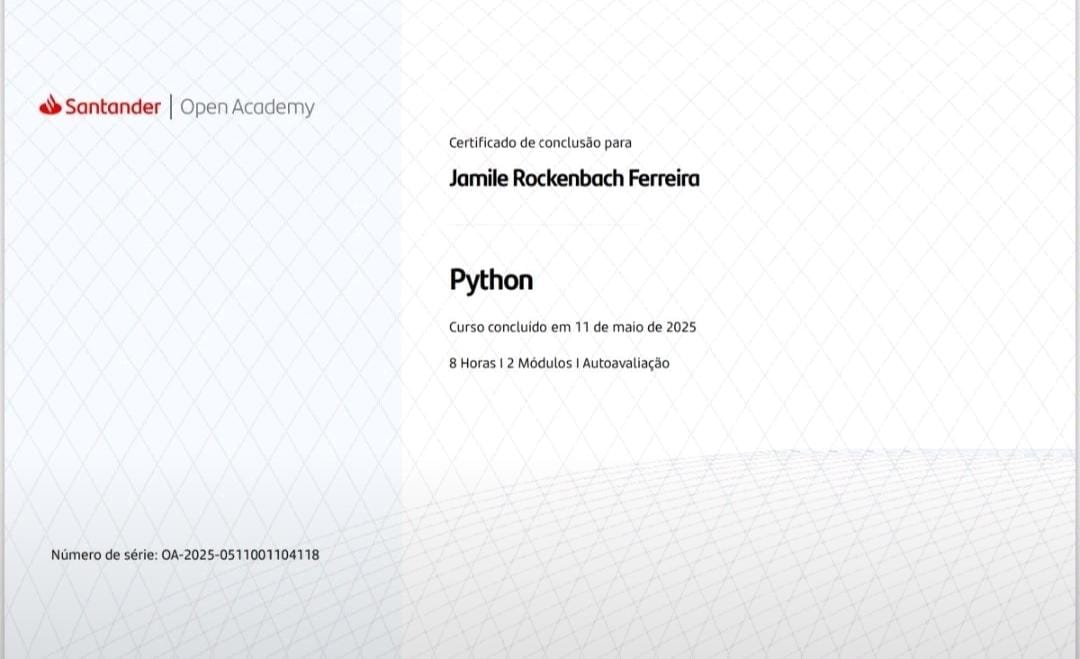 Santander | Open Academy
Certificado de conclusão para
Jamile Rockenbach Ferreira
Python
Curso concluído em 11 de maio de 2025
8 Horas | 2 Módulos | Autoavaliação
Número de série: OA-2025-0511001104118